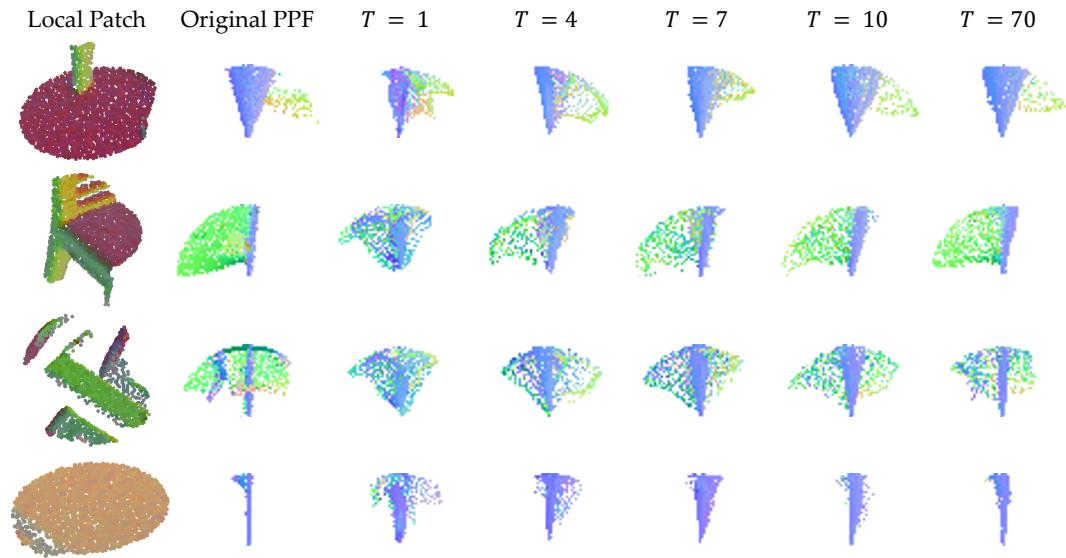 Local Patch Original PPF T = 1 T = 4 T = 7 T = 10 T = 70